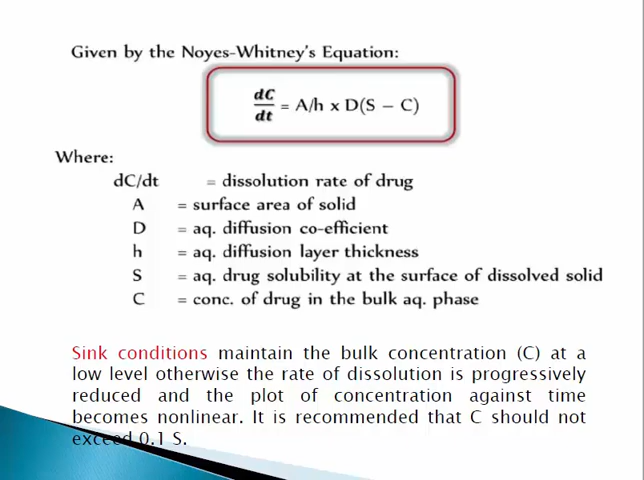 Given by the Noyes-Whitney's Equation:
dC/dt = A/h x D(S – C)
Where:
dC/dt = dissolution rate of drug
A = surface area of solid
D = aq. diffusion co-efficient
h = aq. diffusion layer thickness
S = aq. drug solubility at the surface of dissolved solid
C = conc. of drug in the bulk aq. phase
Sink conditions maintain the bulk concentration (C) at a
low level otherwise the rate of dissolution is progressively
reduced and the plot of concentration against time
becomes nonlinear. It is recommended that C should not
exceed 0.1 S.